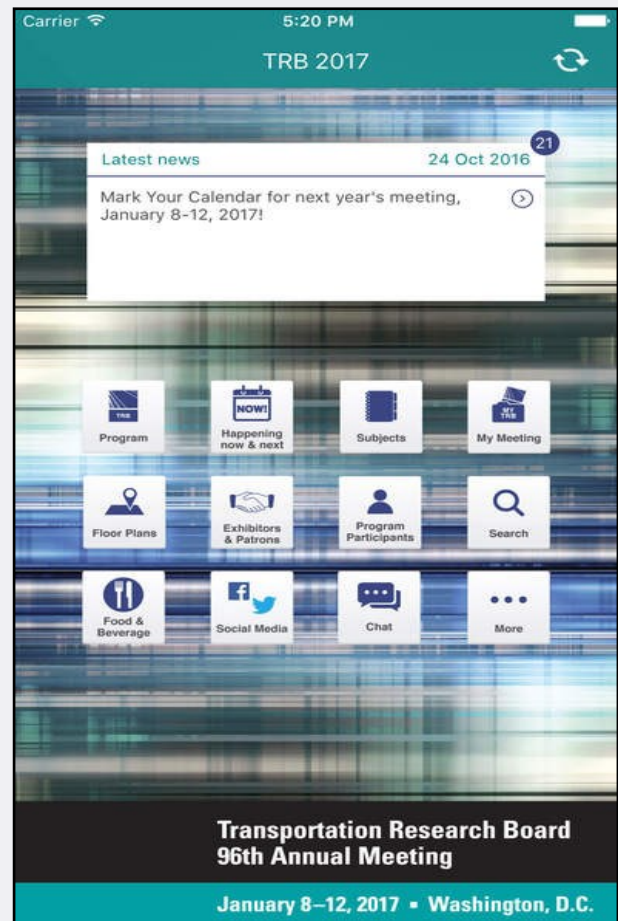 Carrier
5:20 PM
TRB 2017
21
Latest news
24 Oct 2016
Mark Your Calendar for next year's meeting,
January 8-12, 2017!
TRB
Program
NOW!
Happening
now & next
Subjects
MY
TRB
My Meeting
Floor Plans
Exhibitors
& Patrons
Program
Participants
Search
Food &
Beverage
f
Social Media
Chat
More
Transportation Research Board
96th Annual Meeting
January 8–12, 2017 ▪ Washington, D.C.